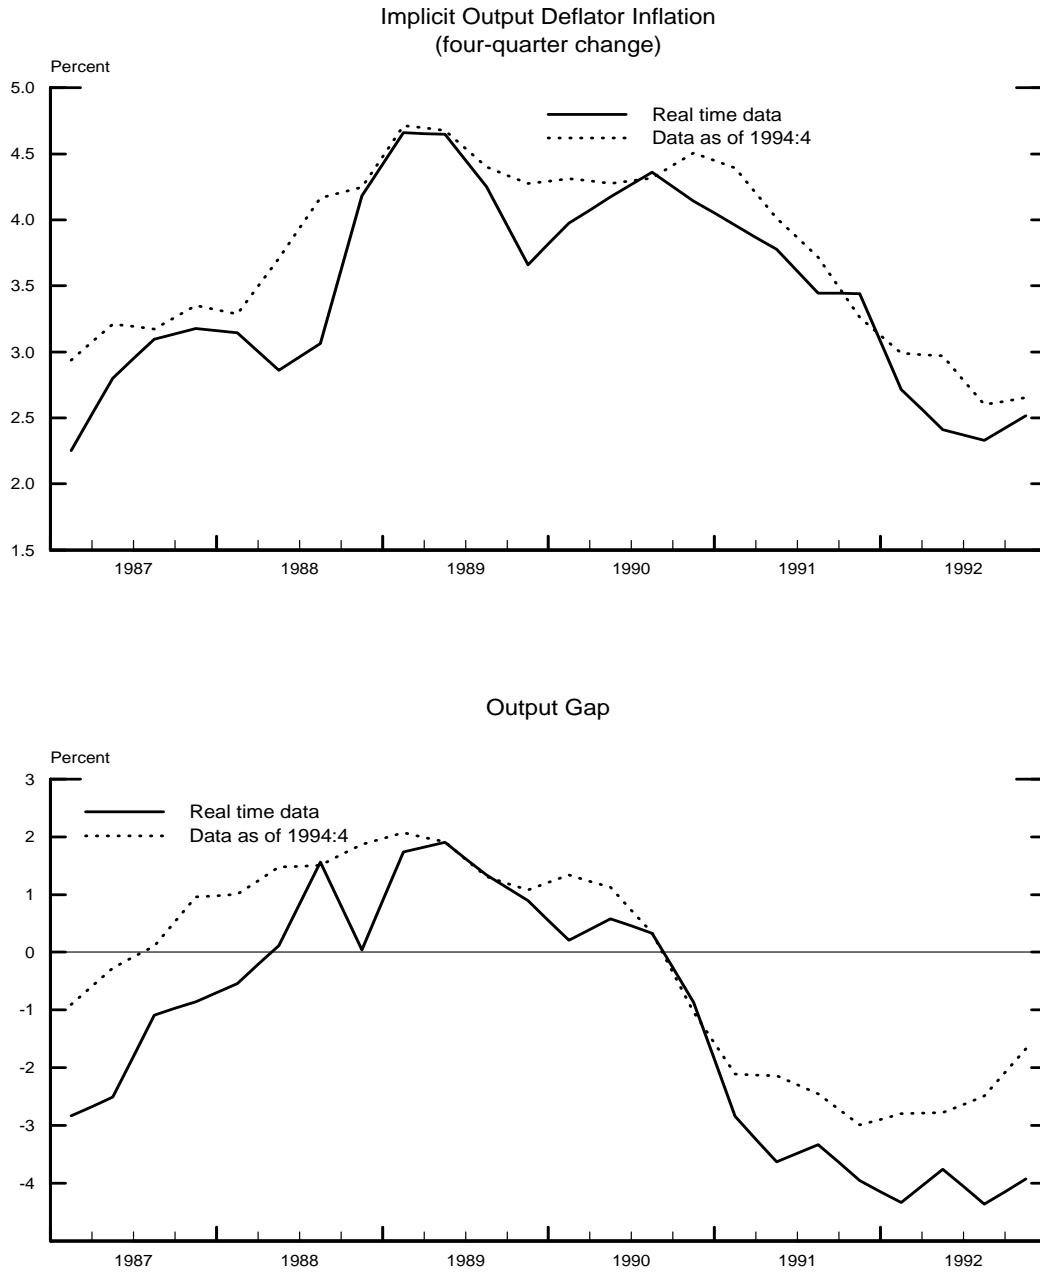 Implicit Output Deflator Inflation
(four-quarter change)
Percent
5.0
4.5
4.0
3.5
3.0
2.5
2.0
1.5
Real time data
Data as of 1994:4
1987 1988 1989 1990 1991 1992
Output Gap
Percent
3
2
1
0
-1
-2
-3
-4
Real time data
Data as of 1994:4
1987 1988 1989 1990 1991 1992